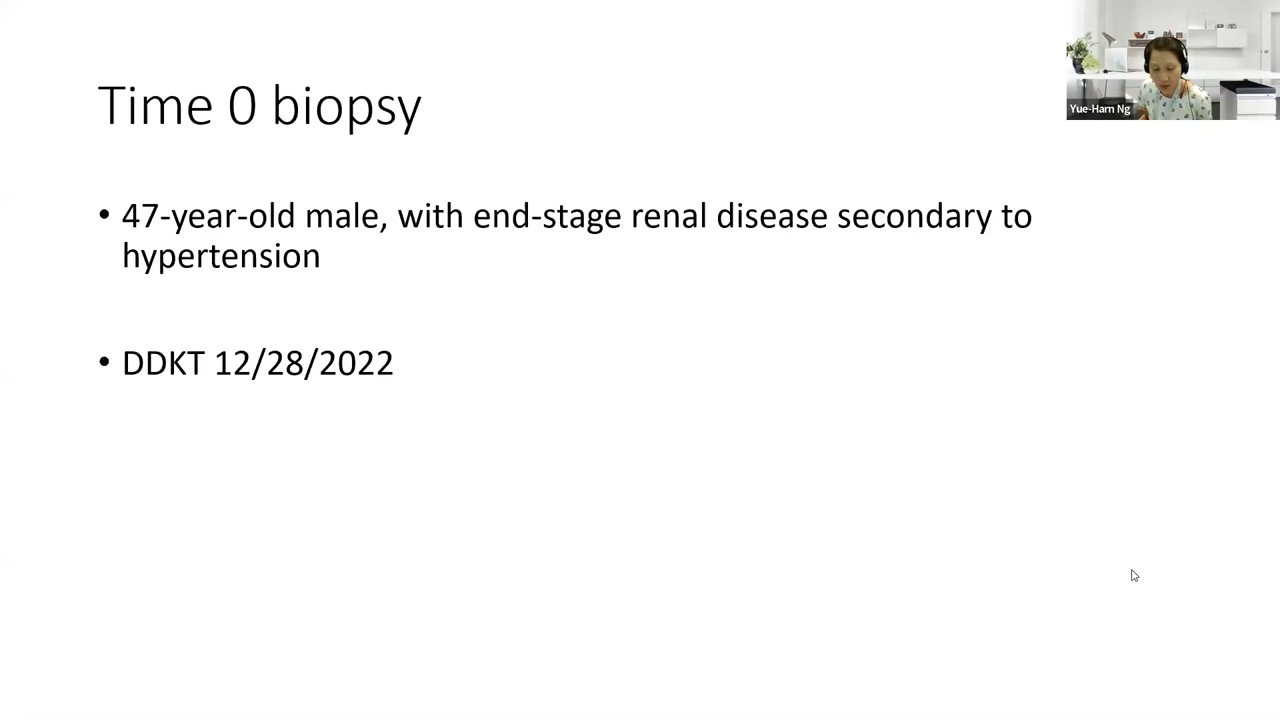 Time 0 biopsy
Yue-Harn Ng
• 47-year-old male, with end-stage renal disease secondary to
hypertension
• DDKT 12/28/2022